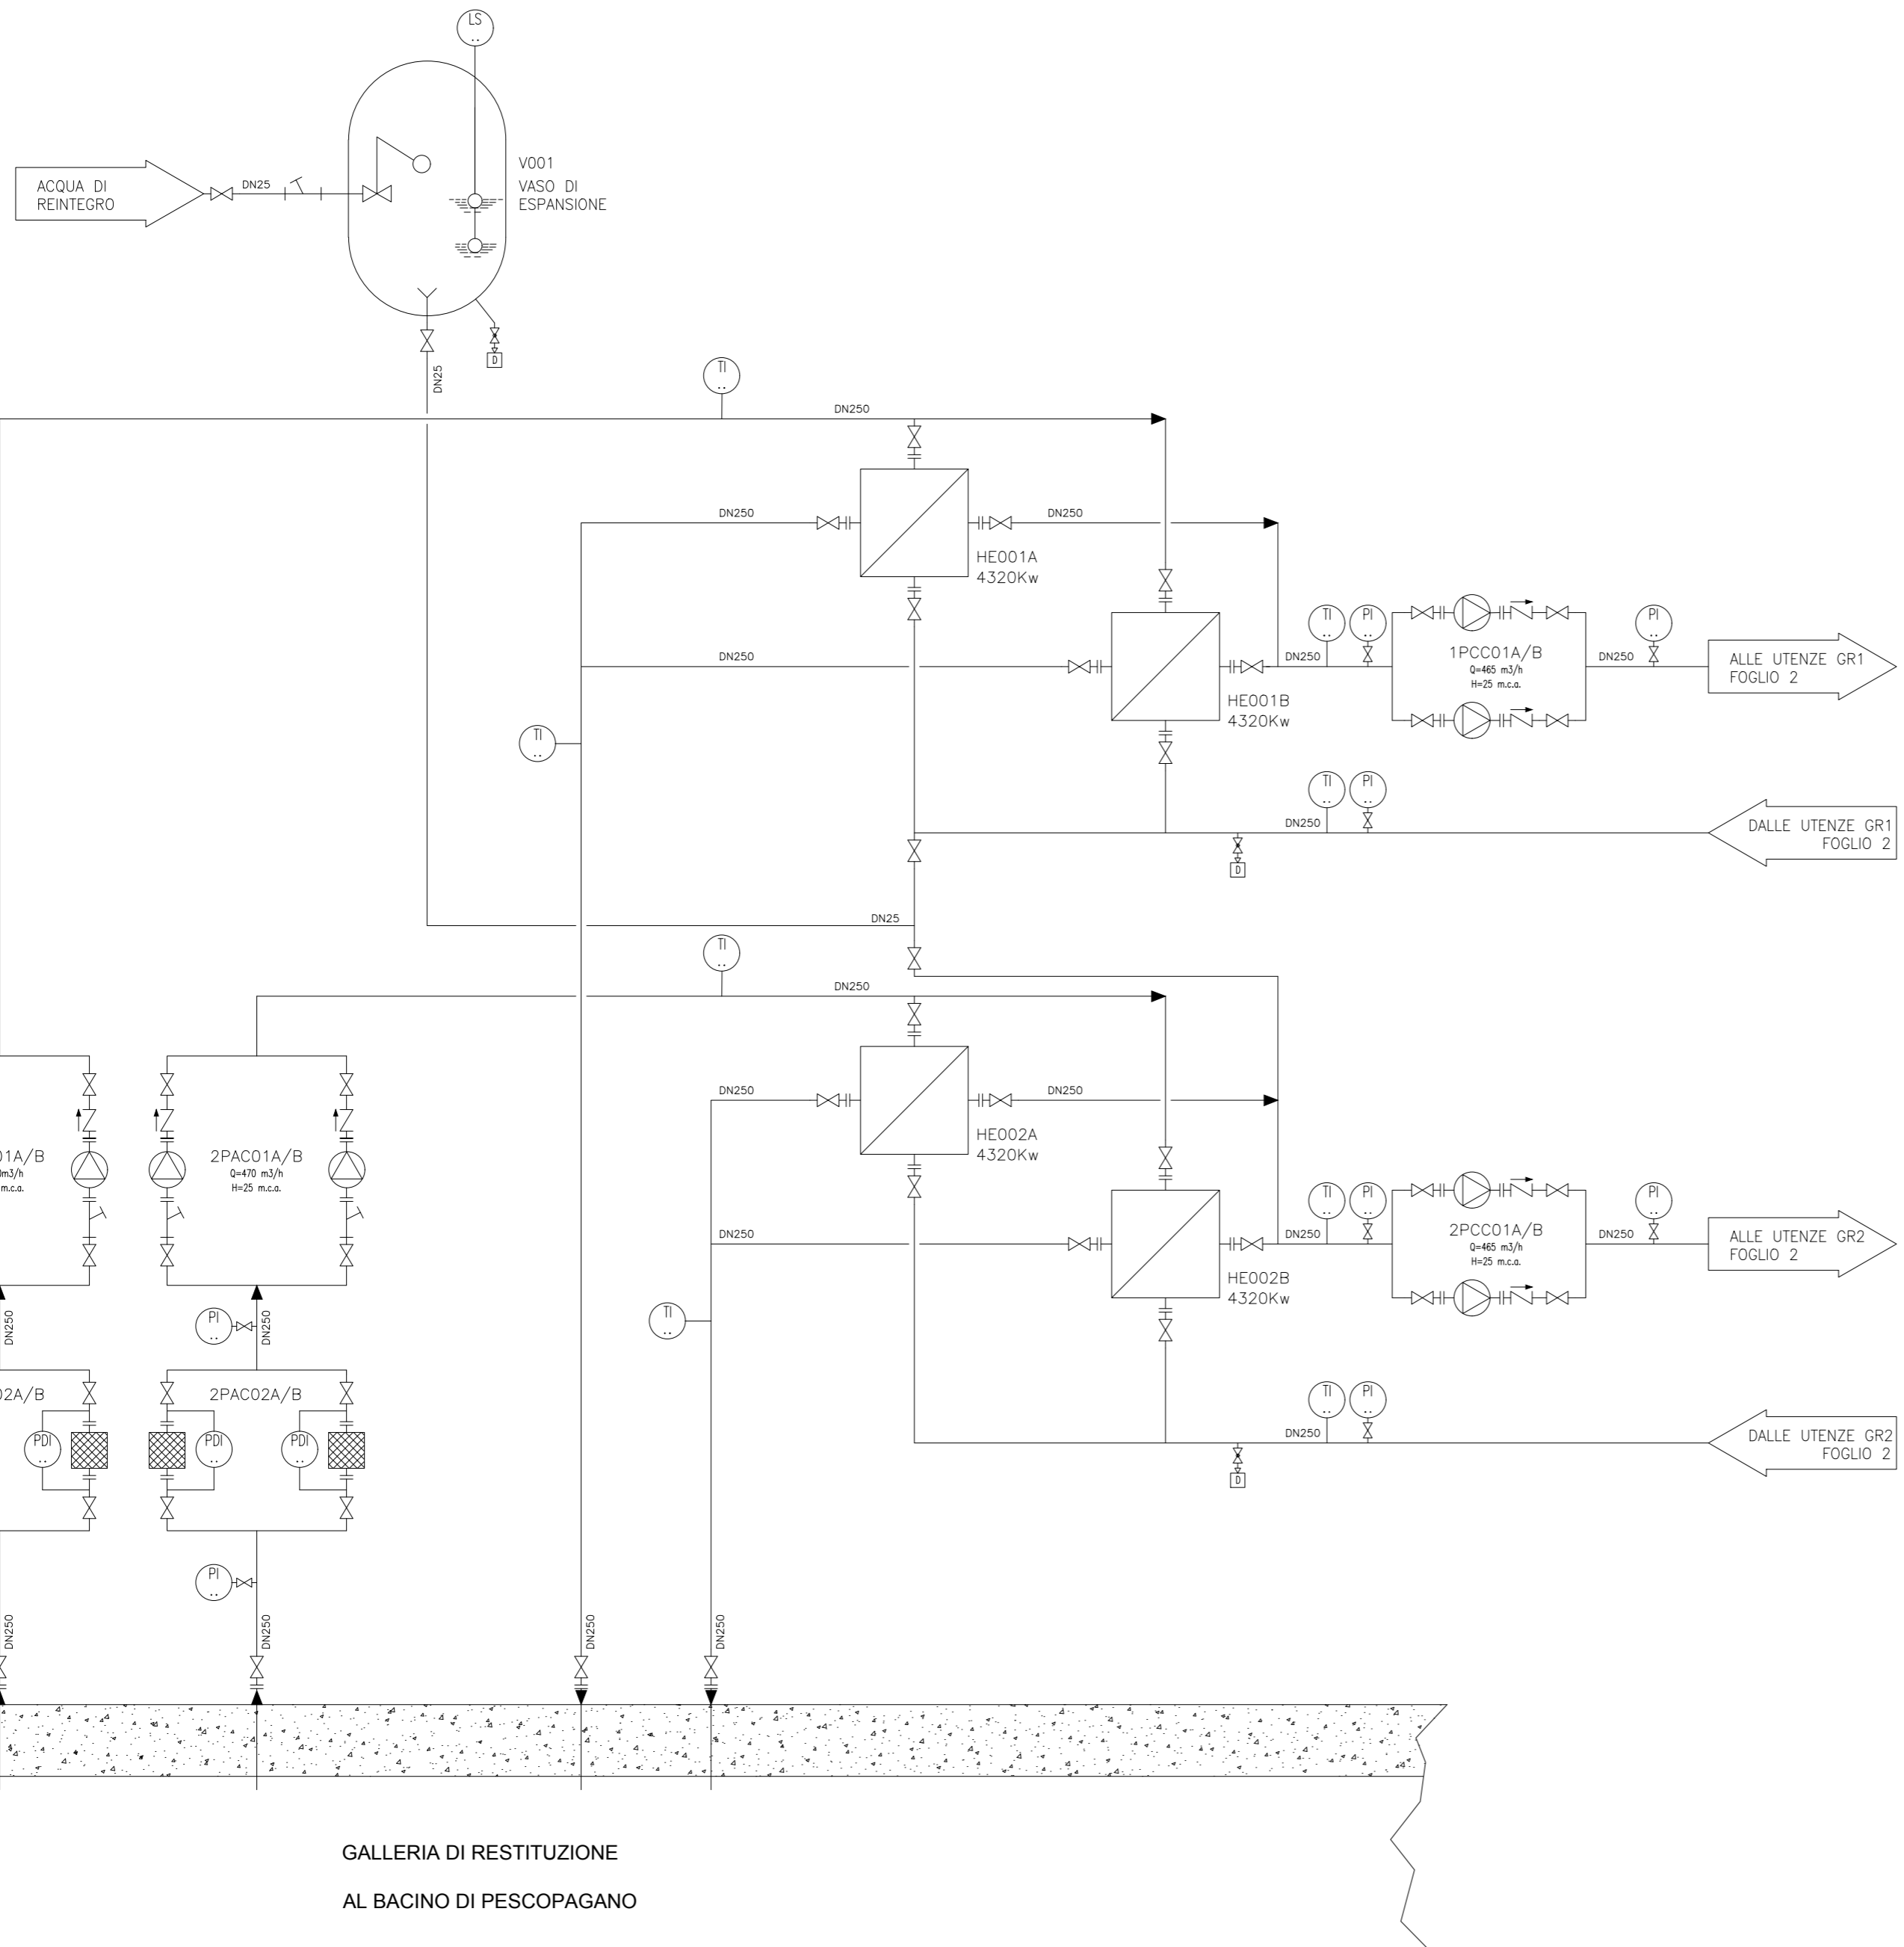 LS
..
V001
VASO DI
ESPANSIONE
ACQUA DI
REINTEGRO
DN25
D
DN25
TI
..
DN250
DN250
DN250
HE001A
4320Kw
TI
..
PI
..
PI
..
DN250
DN250
1PCC01A/B
Q=465 m3/h
H=25 m.c.a.
DN250
ALLE UTENZE GR1
FOGLIO 2
HE001B
4320Kw
TI
..
TI
..
PI
..
DN250
DALLE UTENZE GR1
FOGLIO 2
D
DN25
TI
..
DN250
DN250
DN250
HE002A
4320Kw
01A/B
0m3/h
m.c.a.
2PAC01A/B
Q=470 m3/h
H=25 m.c.a.
TI
..
PI
..
PI
..
DN250
DN250
2PCC01A/B
Q=465 m3/h
H=25 m.c.a.
DN250
ALLE UTENZE GR2
FOGLIO 2
HE002B
4320Kw
TI
..
PI
..
DN250
DN250
02A/B
2PAC02A/B
PDI
..
PDI
..
PDI
..
TI
..
PI
..
DN250
DALLE UTENZE GR2
FOGLIO 2
D
PI
..
DN250
DN250
DN250
DN250
GALLERIA DI RESTITUZIONE
AL BACINO DI PESCOPAGANO